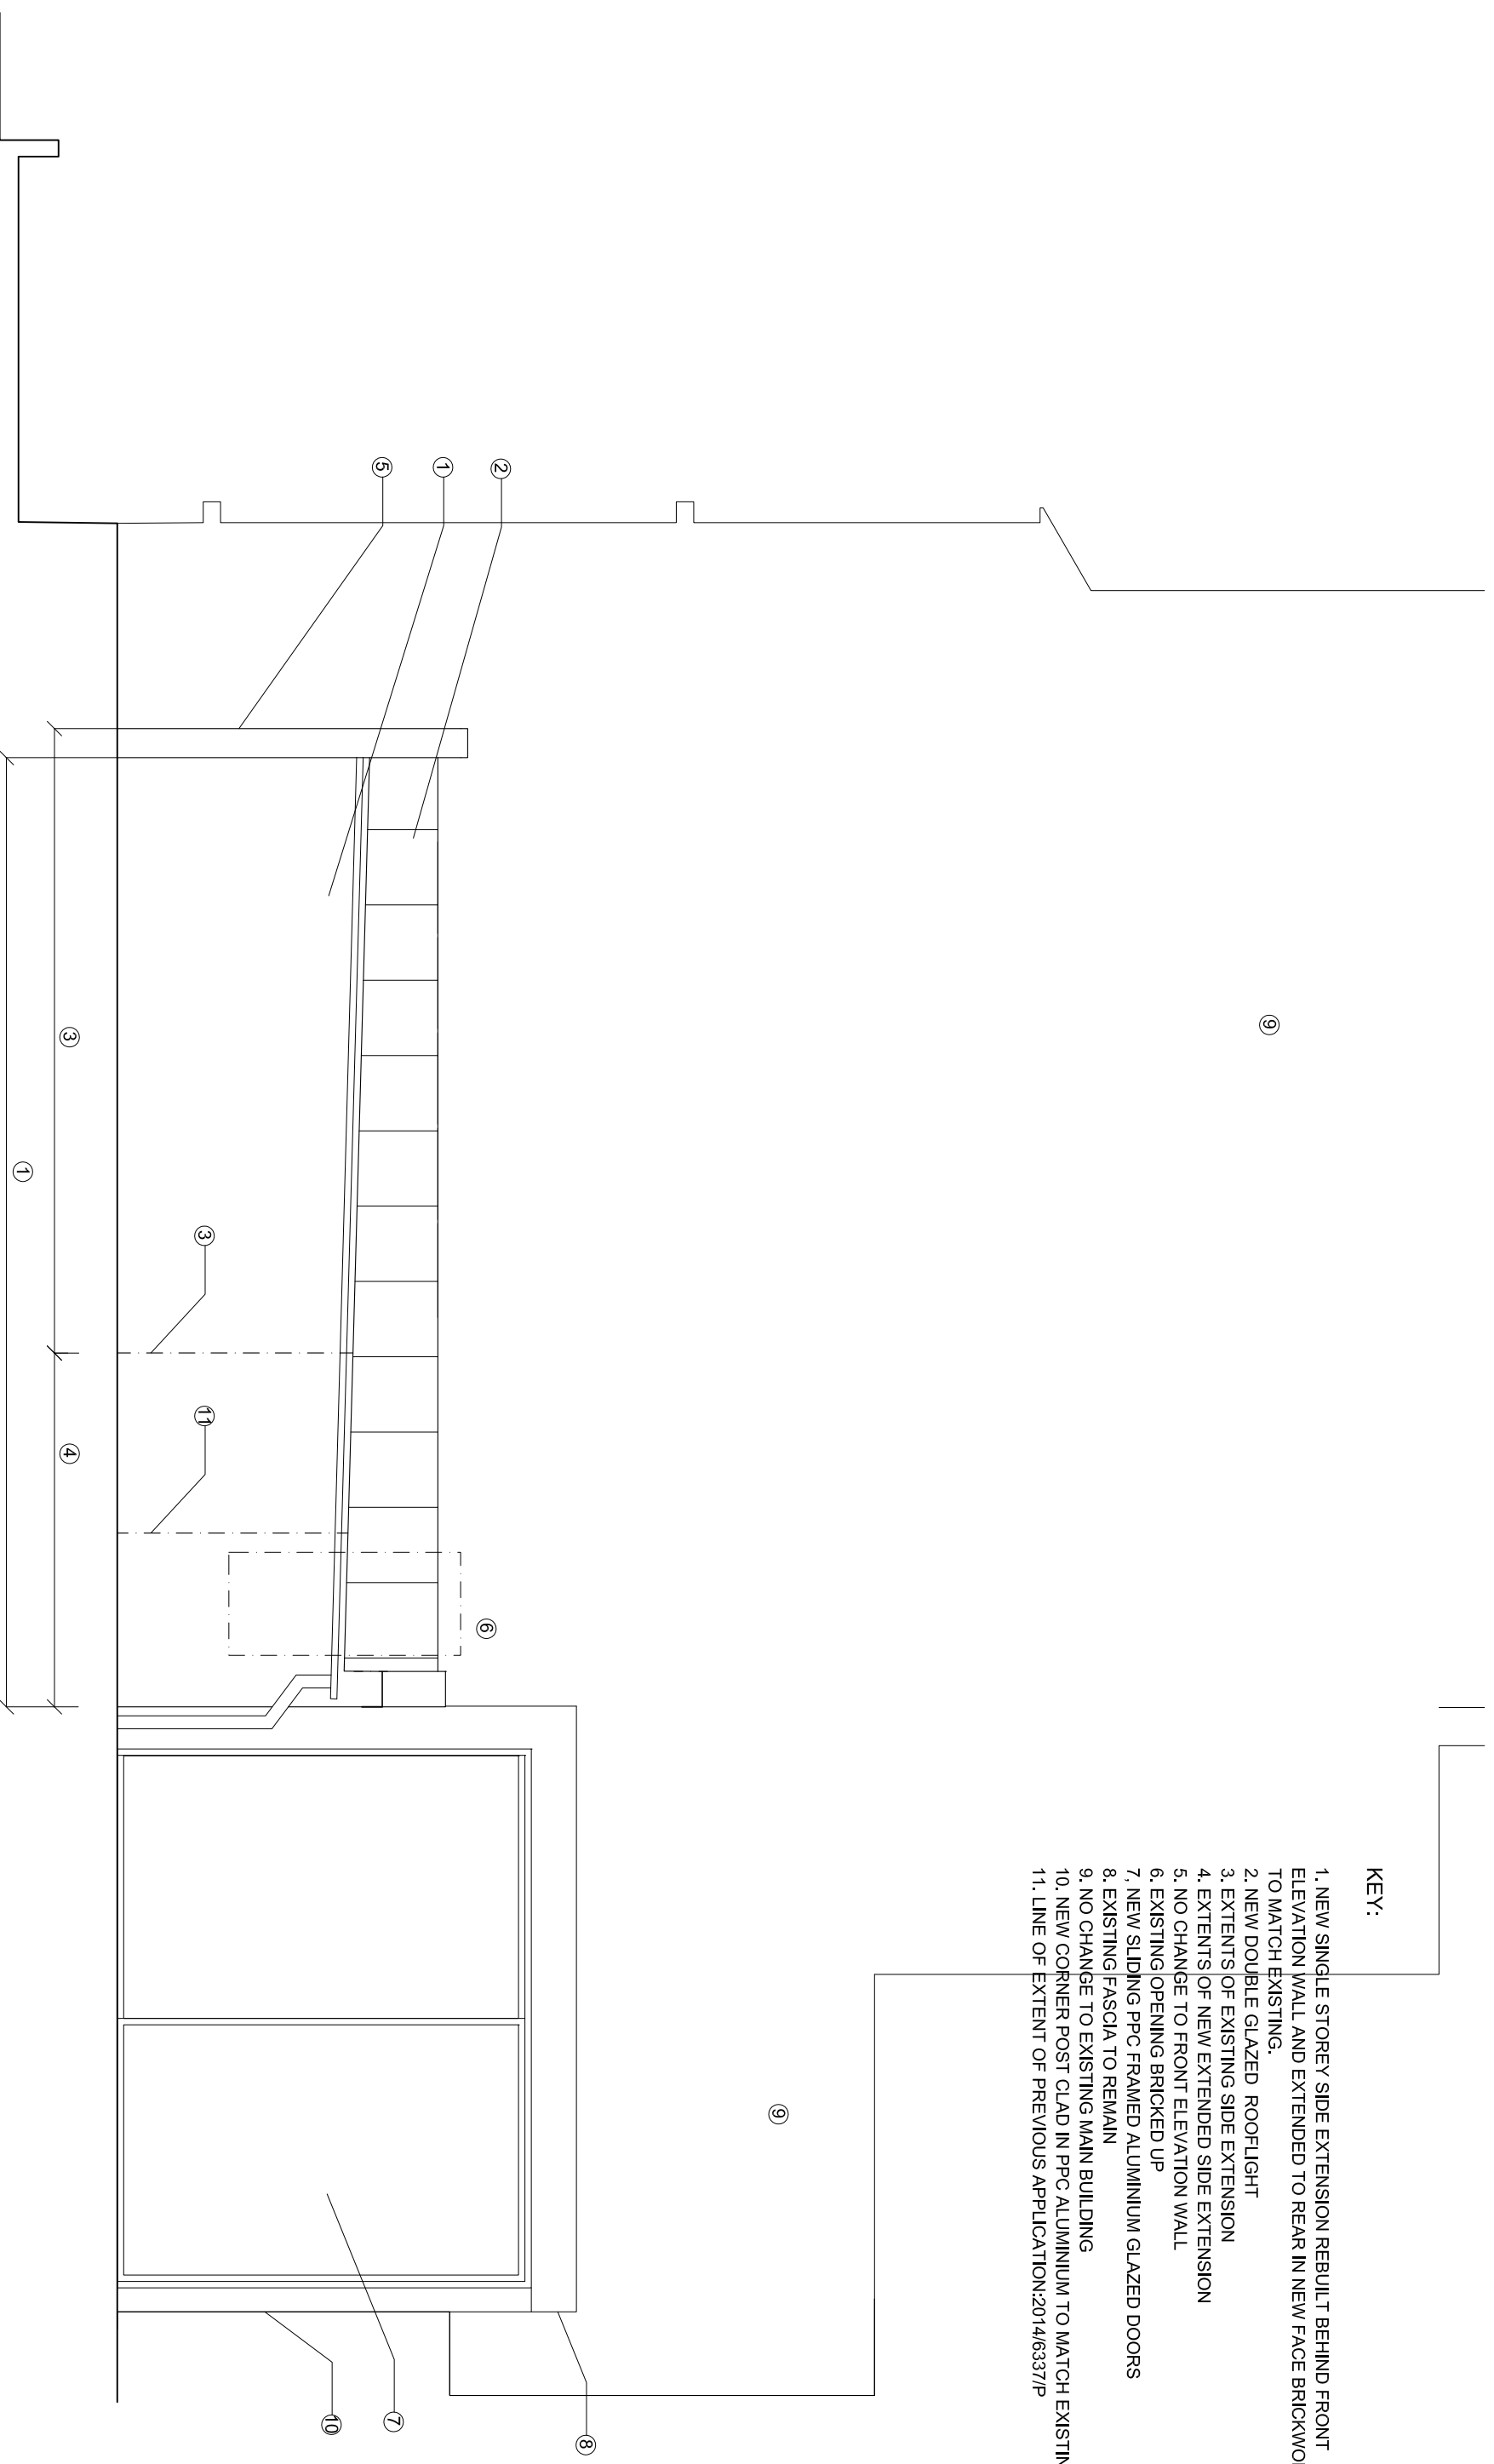 KEY:
1. NEW SINGLE STOREY SIDE EXTENSION REBUILT BEHIND FRONT
ELEVATION WALL AND EXTENDED TO REAR IN NEW FACE BRICKWO
TO MATCH EXISTING.
2. NEW DOUBLE GLAZED ROOFLIGHT
3. EXTENTS OF EXISTING SIDE EXTENSION
4. EXTENTS OF NEW EXTENDED SIDE EXTENSION
5. NO CHANGE TO FRONT ELEVATION WALL
6. EXISTING OPENING BRICKED UP
7, NEW SLIDING PPC FRAMED ALUMINIUM GLAZED DOORS
8. EXISTING FASCIA TO REMAIN
9. NO CHANGE TO EXISTING MAIN BUILDING
10. NEW CORNER POST CLAD IN PPC ALUMINIUM TO MATCH EXISTIN
11. LINE OF EXTENT OF PREVIOUS APPLICATION:2014/6337/P
9
9
8
2
6
1
7
5
10
3
11
3
4
1